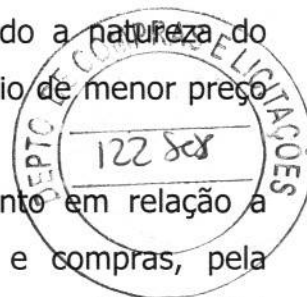 do a natureza do
io de menor preço
DEPTO DE COMPRAS E LICITAÇÕES
122
nto em relação a
e compras, pela